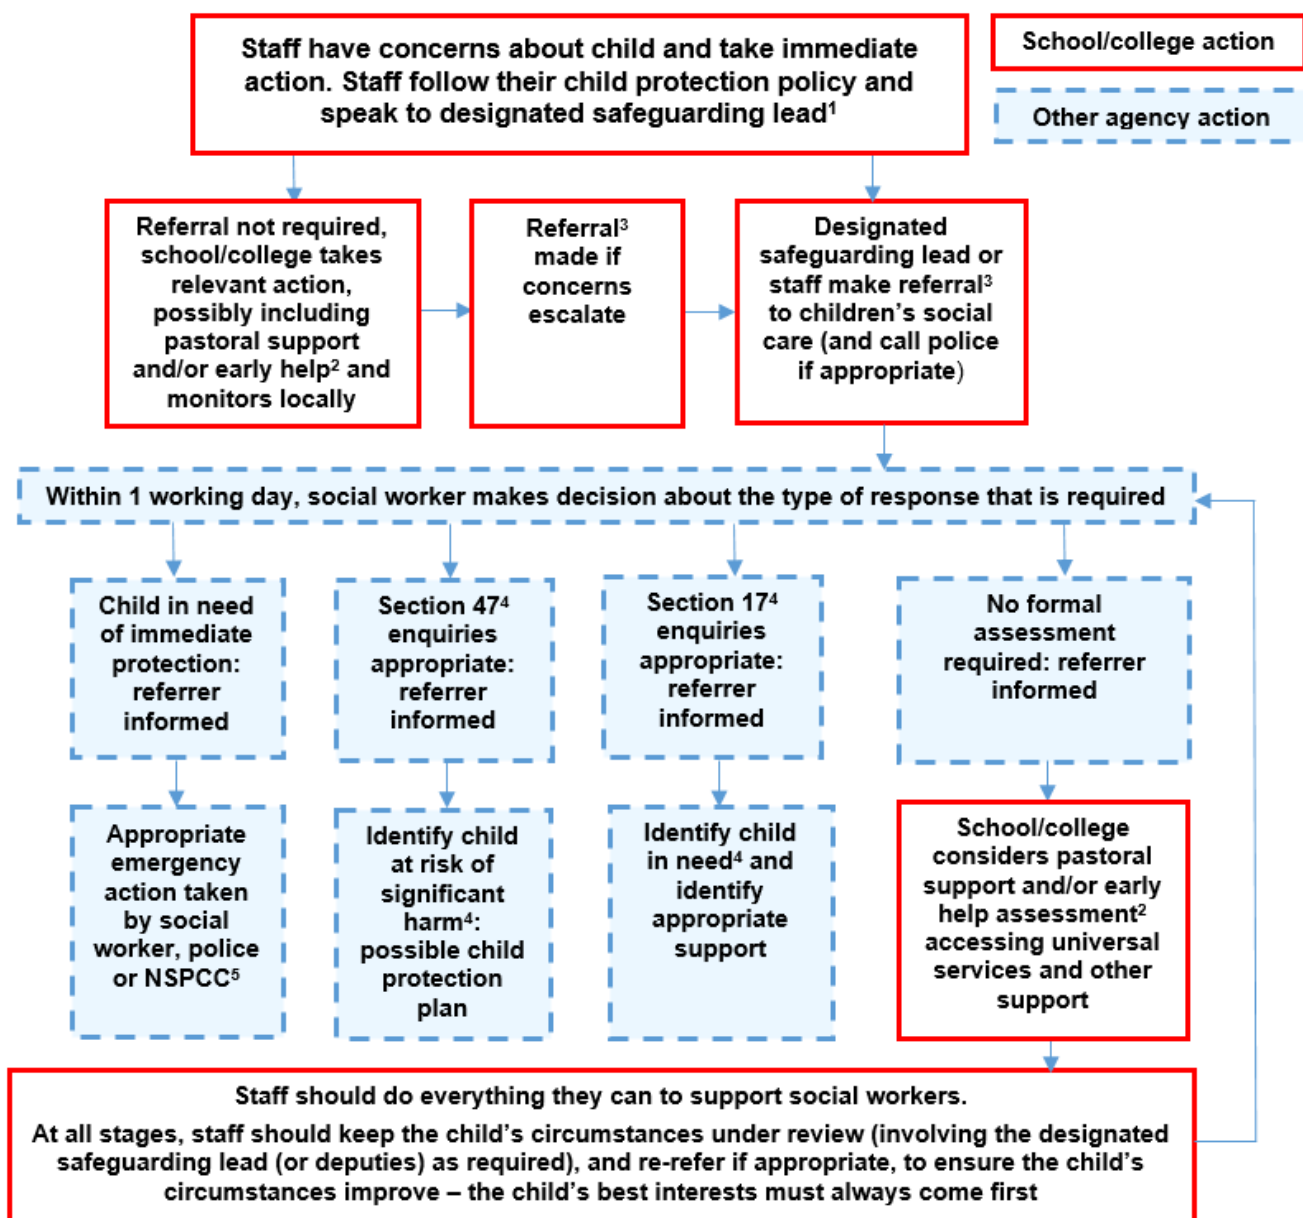 Staff have concerns about child and take immediate
action. Staff follow their child protection policy and
speak to designated safeguarding lead¹
School/college action
Other agency action
Referral not required,
school/college takes
relevant action,
possibly including
pastoral support
and/or early help² and
monitors locally
Referral³
made if
concerns
escalate
Designated
safeguarding lead or
staff make referral³
to children’s social
care (and call police
if appropriate)
Within 1 working day, social worker makes decision about the type of response that is required
Child in need
of immediate
protection:
referrer
informed
Section 47⁴
enquiries
appropriate:
referrer
informed
Section 17⁴
enquiries
appropriate:
referrer
informed
No formal
assessment
required: referrer
informed
Appropriate
emergency
action taken
by social
worker, police
or NSPCC⁵
Identify child
at risk of
significant
harm⁴:
possible child
protection
plan
Identify child
in need⁴ and
identify
appropriate
support
School/college
considers pastoral
support and/or early
help assessment²
accessing universal
services and other
support
Staff should do everything they can to support social workers.
At all stages, staff should keep the child’s circumstances under review (involving the designated
safeguarding lead (or deputies) as required), and re-refer if appropriate, to ensure the child’s
circumstances improve – the child’s best interests must always come first